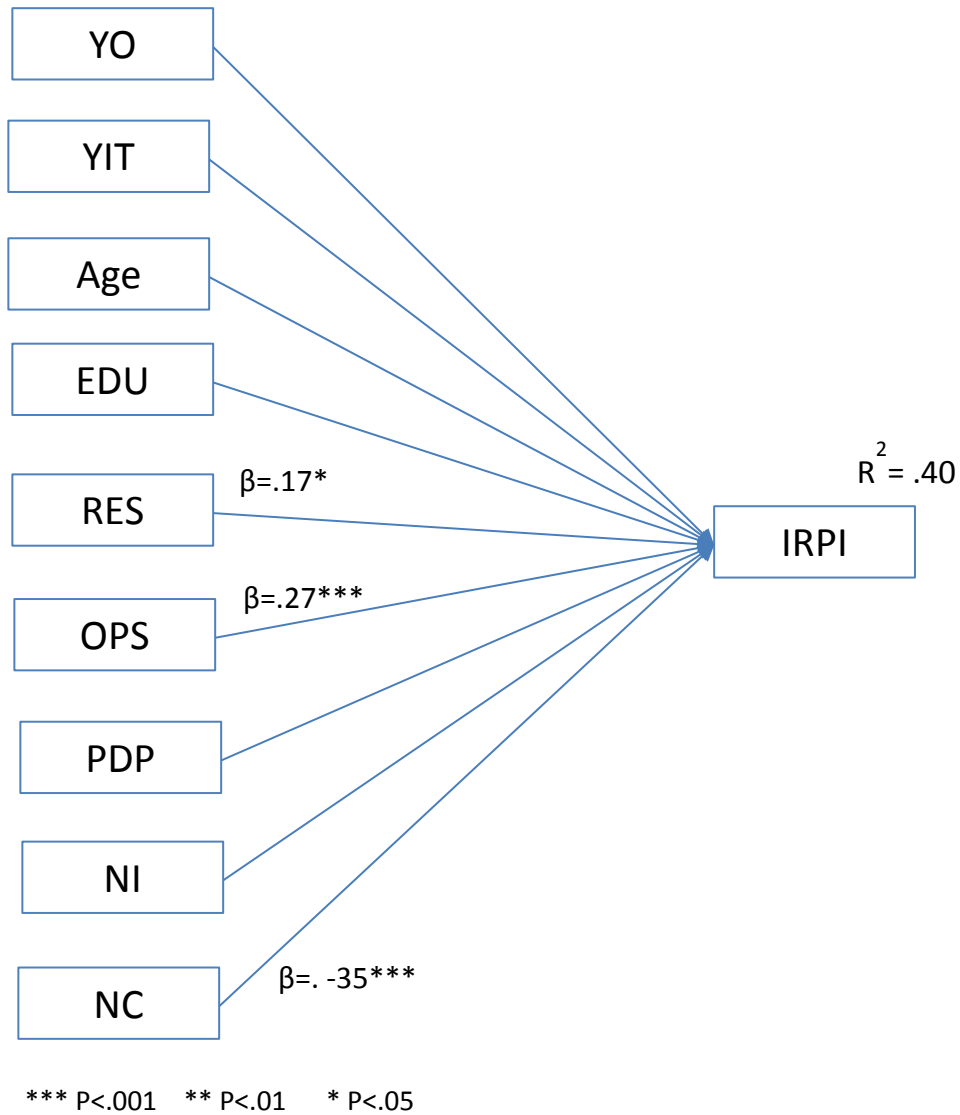 YO
YIT
Age
EDU
R² = .40
β=.17*
RES
IRPI
β=.27***
OPS
PDP
NI
β=. -35***
NC
*** P<.001 ** P<.01 * P<.05